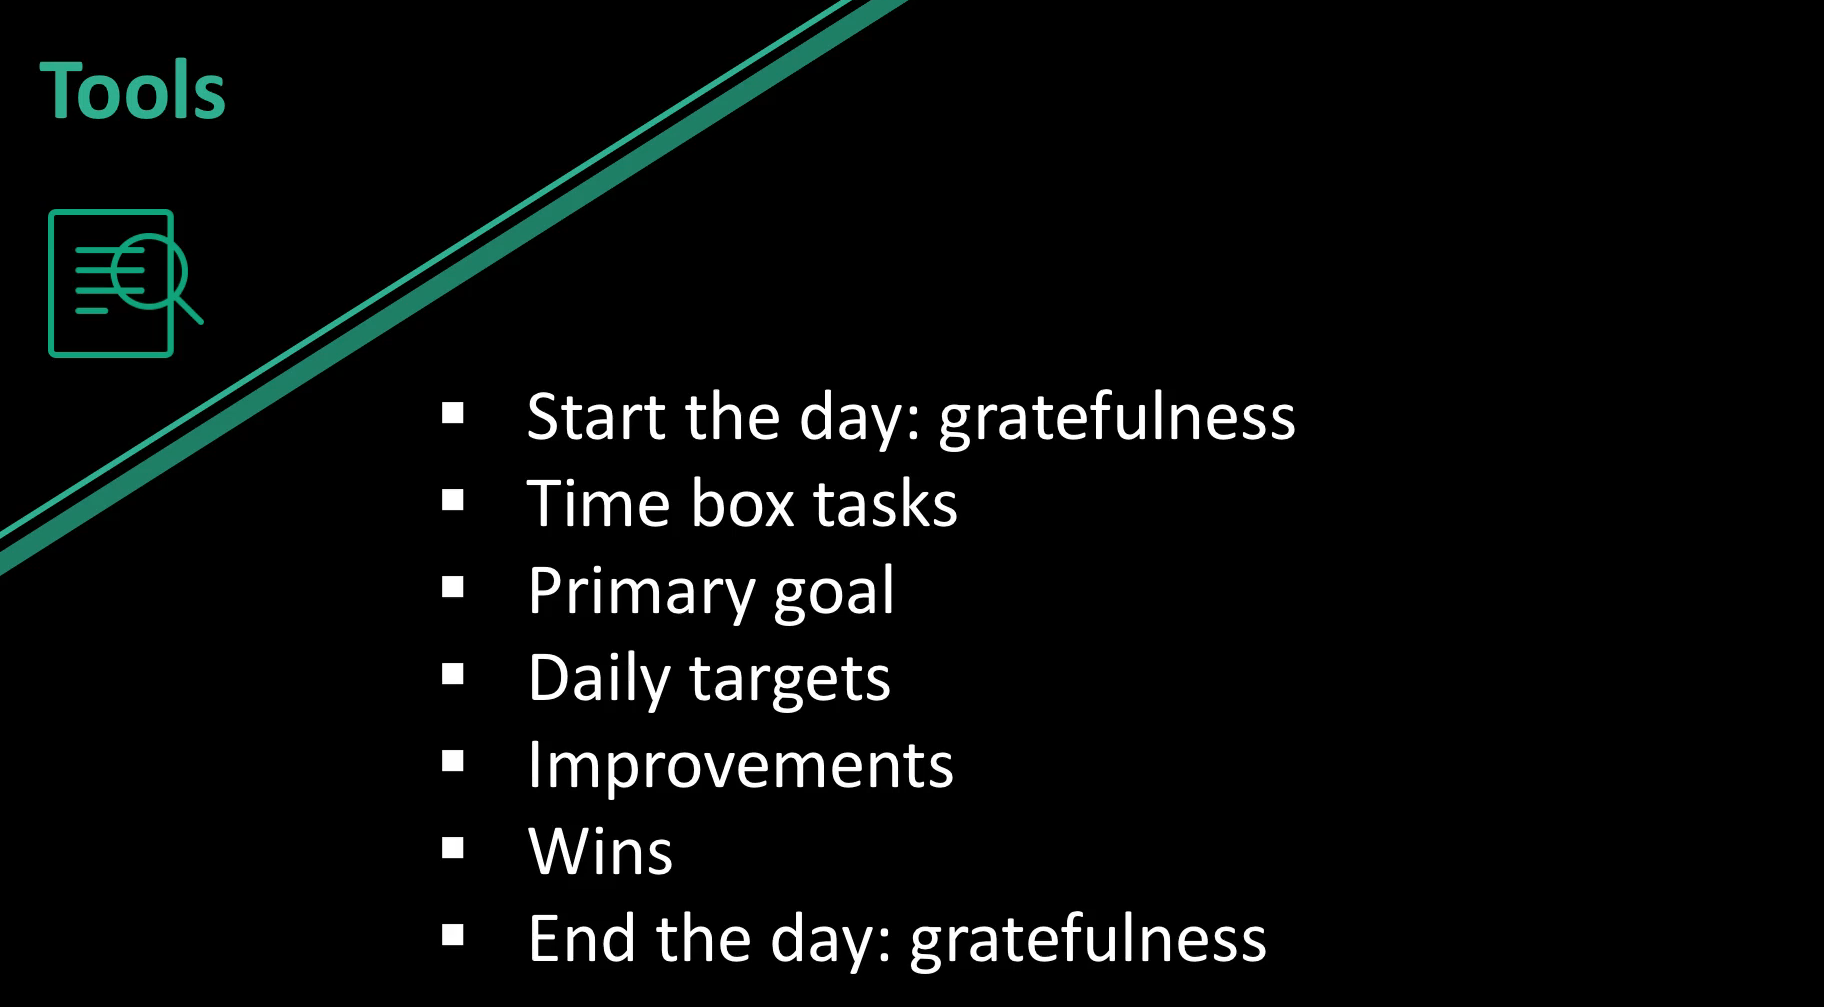 Tools
▪ Start the day: gratefulness
▪ Time box tasks
▪ Primary goal
▪ Daily targets
▪ Improvements
▪ Wins
▪ End the day: gratefulness